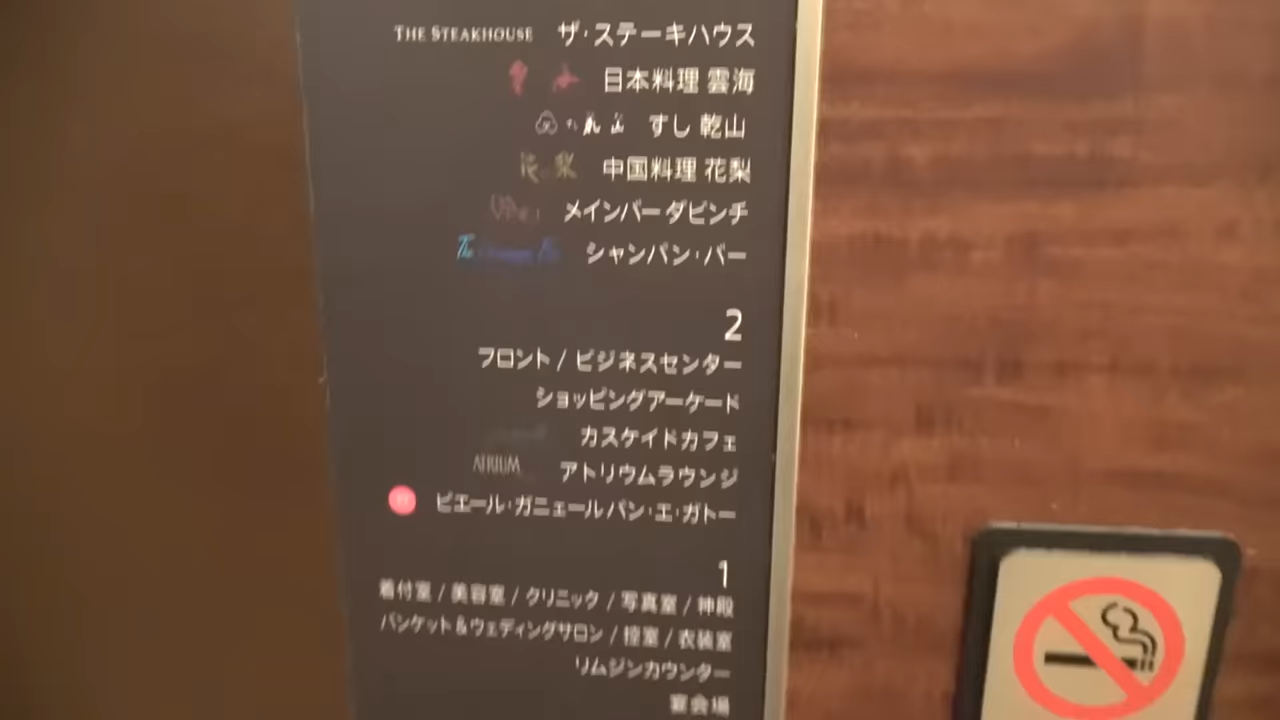 THE STEAKHOUSE ザ・ステーキハウス
日本料理 雲海
すし 乾山
中国料理 花梨
メインバー ダビンチ
シャンパン・バー
2
フロント / ビジネスセンター
ショッピングアーケード
カスケイドカフェ
ATRIUM アトリウムラウンジ
ピエール・ガニェール パン・エ・ガトー
1
着付室 / 美容室 / クリニック / 写真室 / 神殿
バンケット&ウェディングサロン / 控室 / 衣装室
リムジンカウンター
宴会場